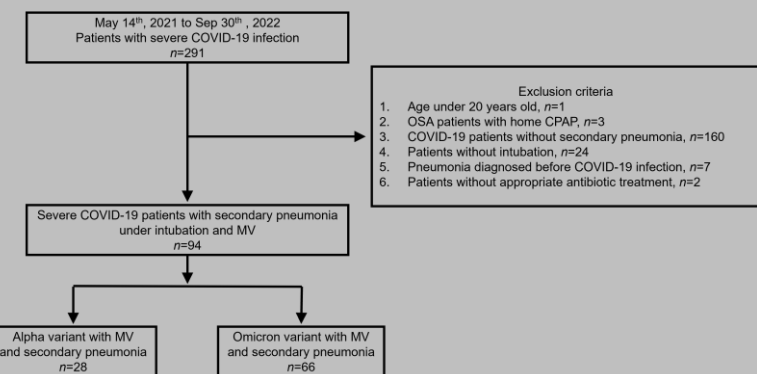 May 14th, 2021 to Sep 30th , 2022
Patients with severe COVID-19 infection
n=291
Exclusion criteria
1. Age under 20 years old, n=1
2. OSA patients with home CPAP, n=3
3. COVID-19 patients without secondary pneumonia, n=160
4. Patients without intubation, n=24
5. Pneumonia diagnosed before COVID-19 infection, n=7
6. Patients without appropriate antibiotic treatment, n=2
Severe COVID-19 patients with secondary pneumonia
under intubation and MV
n=94
Alpha variant with MV
and secondary pneumonia
n=28
Omicron variant with MV
and secondary pneumonia
n=66